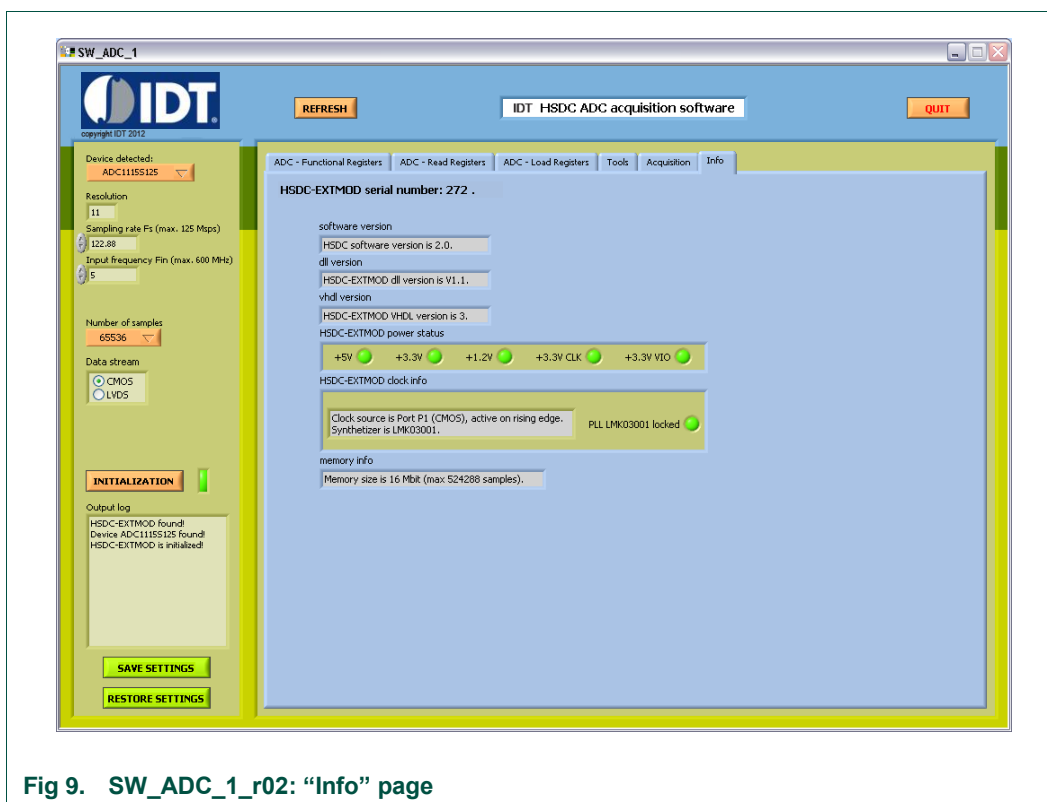 SW_ADC_1
IDT
copyright IDT 2012
REFRESH
IDT HSDC ADC acquisition software
QUIT
Device detected:
ADC1115S125
Resolution
11
Sampling rate Fs (max. 125 Msps)
122.88
Input frequency Fin (max. 600 MHz)
5
Number of samples
65536
Data stream
CMOS
LVDS
INITIALIZATION
Output log
HSDC-EXTMOD found!
Device ADC1115S125 found!
HSDC-EXTMOD is initialized!
SAVE SETTINGS
RESTORE SETTINGS
ADC - Functional Registers ADC - Read Registers ADC - Load Registers Tools Acquisition Info
HSDC-EXTMOD serial number: 272 .
software version
HSDC software version is 2.0.
dll version
HSDC-EXTMOD dll version is V1.1.
vhdl version
HSDC-EXTMOD VHDL version is 3.
HSDC-EXTMOD power status
+5V +3.3V +1.2V +3.3V CLK +3.3V VIO
HSDC-EXTMOD clock info
Clock source is Port P1 (CMOS), active on rising edge.
Synthetizer is LMK03001.
PLL LMK03001 locked
memory info
Memory size is 16 Mbit (max 524288 samples).
Fig 9. SW_ADC_1_r02: “Info” page